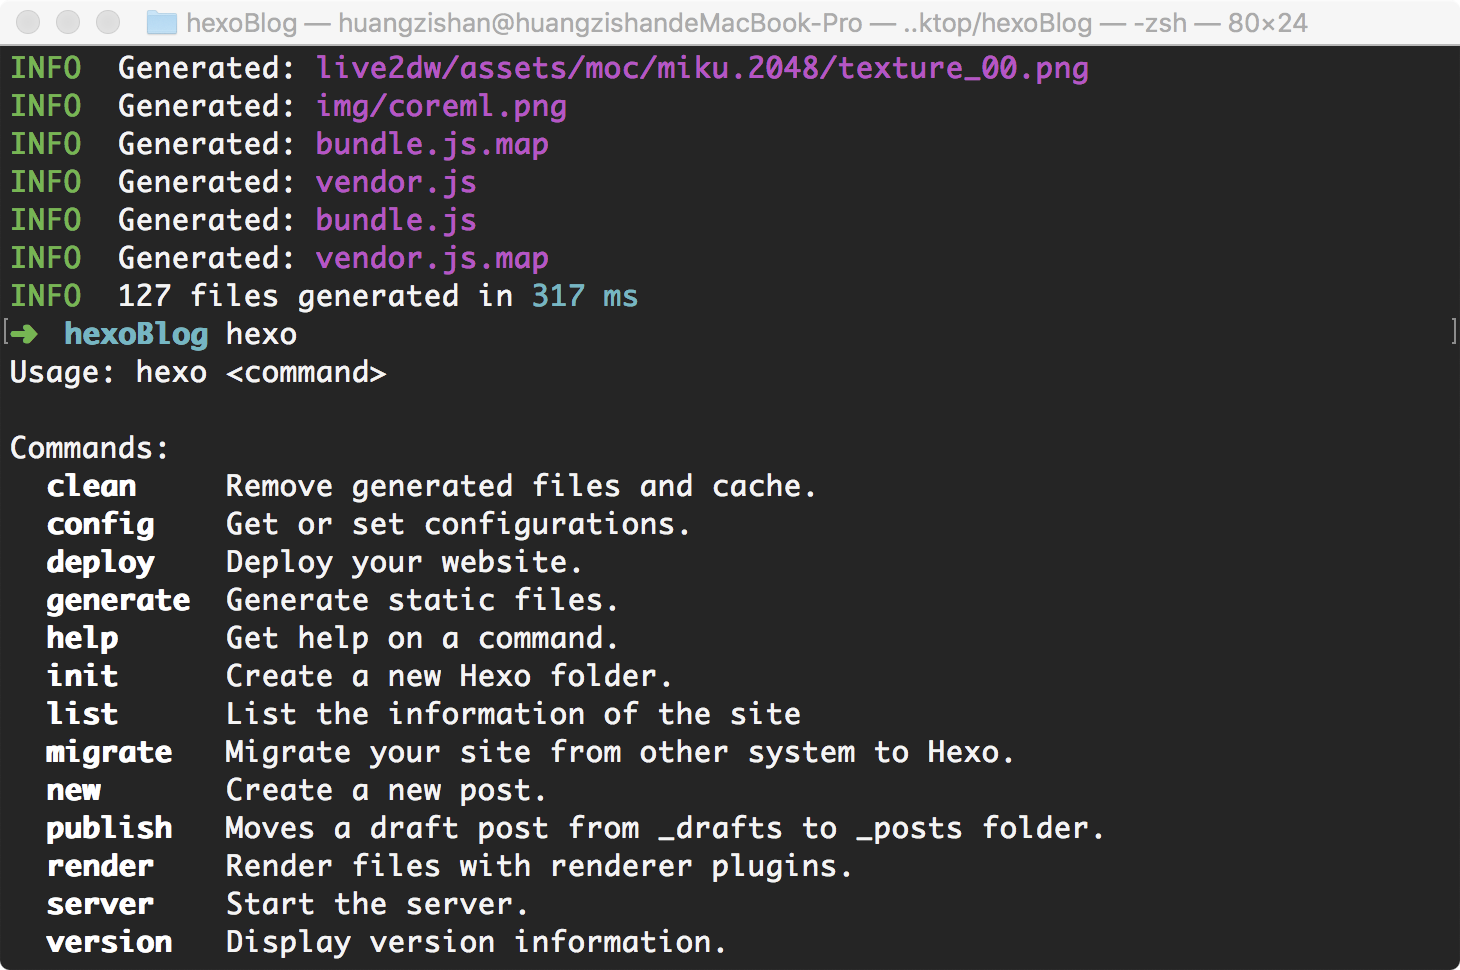 hexoBlog — huangzishan@huangzishandeMacBook-Pro — ..ktop/hexoBlog — -zsh — 80×24
INFO  Generated: live2dw/assets/moc/miku.2048/texture_00.png
INFO  Generated: img/coreml.png
INFO  Generated: bundle.js.map
INFO  Generated: vendor.js
INFO  Generated: bundle.js
INFO  Generated: vendor.js.map
INFO  127 files generated in 317 ms
[➜  hexoBlog hexo ]
Usage: hexo <command>

Commands:
  clean     Remove generated files and cache.
  config    Get or set configurations.
  deploy    Deploy your website.
  generate  Generate static files.
  help      Get help on a command.
  init      Create a new Hexo folder.
  list      List the information of the site
  migrate   Migrate your site from other system to Hexo.
  new       Create a new post.
  publish   Moves a draft post from _drafts to _posts folder.
  render    Render files with renderer plugins.
  server    Start the server.
  version   Display version information.